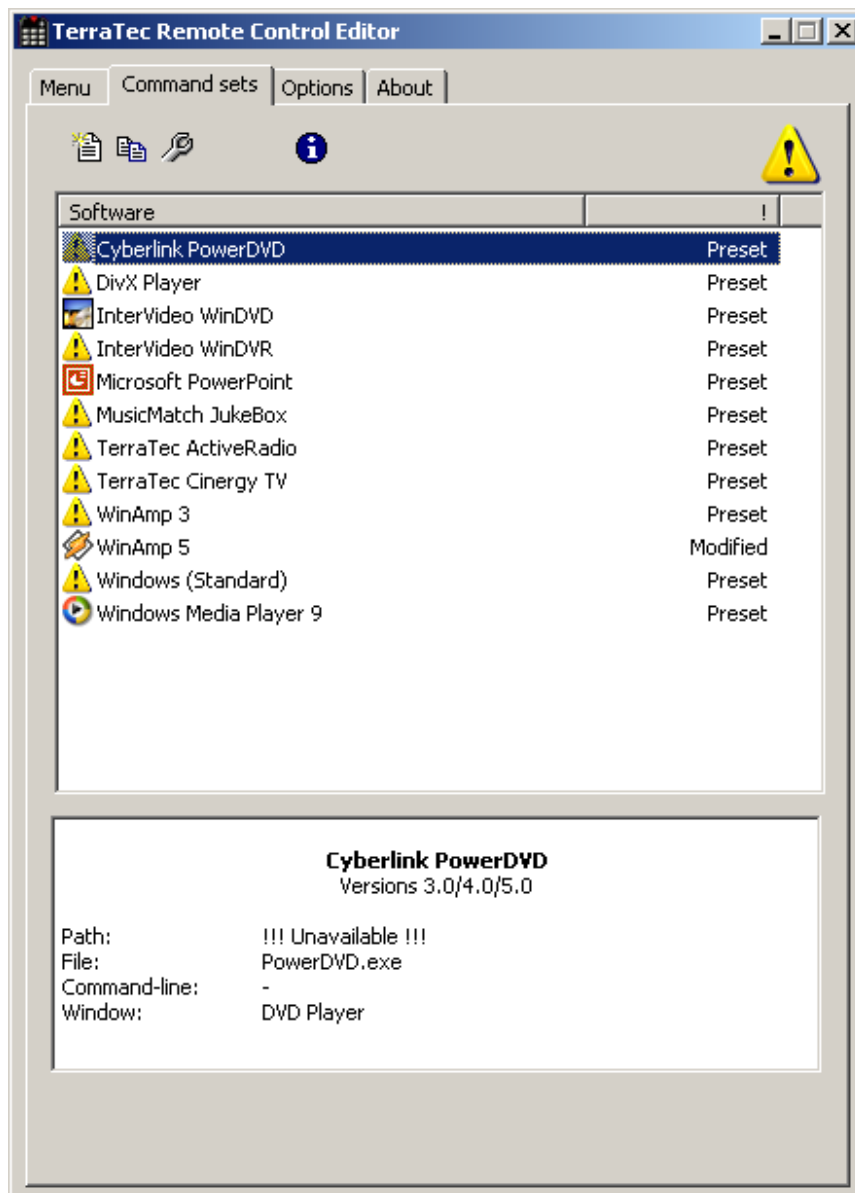 TerraTec Remote Control Editor
Menu Command sets Options About
Software !
Cyberlink PowerDVD Preset
DivX Player Preset
InterVideo WinDVD Preset
InterVideo WinDVR Preset
Microsoft PowerPoint Preset
MusicMatch JukeBox Preset
TerraTec ActiveRadio Preset
TerraTec Cinergy TV Preset
WinAmp 3 Preset
WinAmp 5 Modified
Windows (Standard) Preset
Windows Media Player 9 Preset
Cyberlink PowerDVD
Versions 3.0/4.0/5.0
Path: !!! Unavailable !!!
File: PowerDVD.exe
Command-line: -
Window: DVD Player